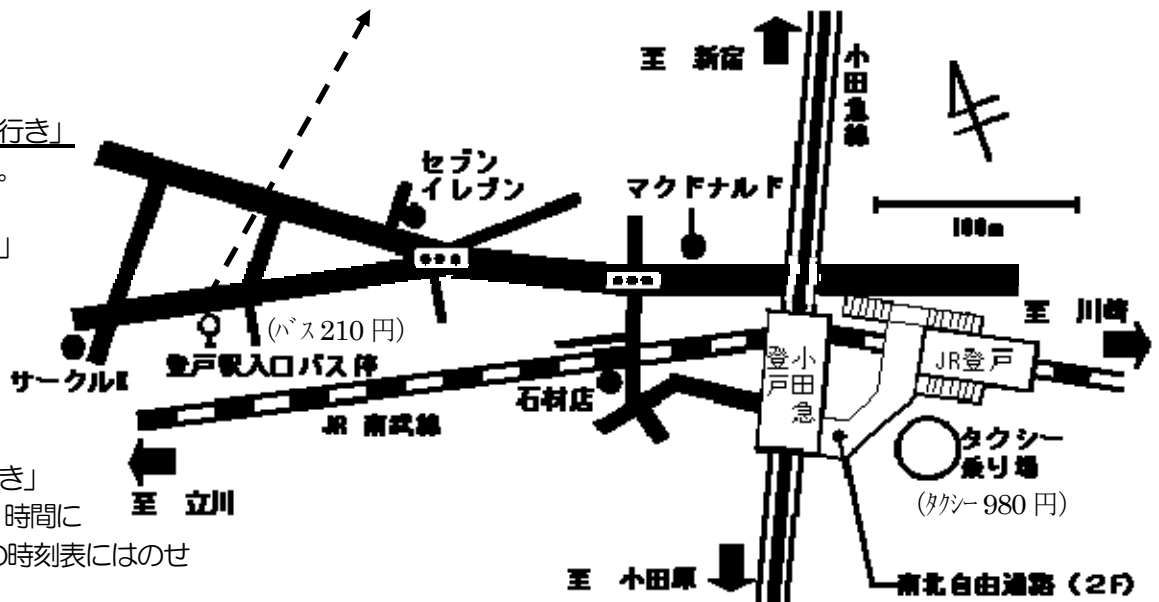 至 新宿
小田急線
行き」
。
」
セブン
イレブン
マクドナルド
100m
至 川崎
(バス210 円)
登戸駅入口バス停
サークルK
JR 南武線
石材店
小田急
登戸
JR登戸
タクシー
乗り場
(タクシー 980 円)
至 立川
き」
時間に
の時刻表にはのせ
至 小田原
南北自由通路（2F）